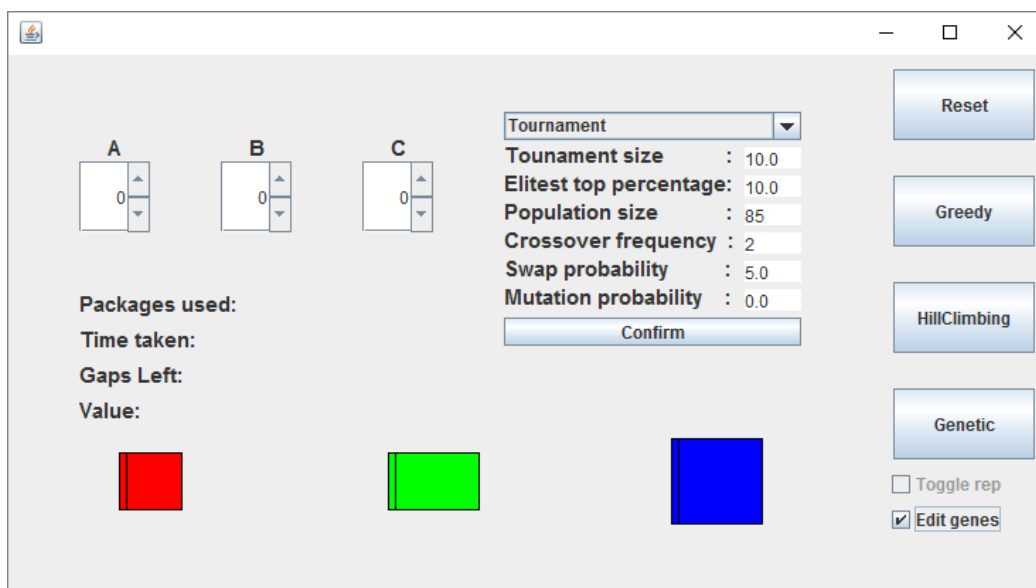 A B C
0 0 0
Packages used:
Time taken:
Gaps Left:
Value:
Tournament
Tounament size : 10.0
Elitest top percentage: 10.0
Population size : 85
Crossover frequency : 2
Swap probability : 5.0
Mutation probability : 0.0
Confirm
Reset
Greedy
HillClimbing
Genetic
Toggle rep
Edit genes